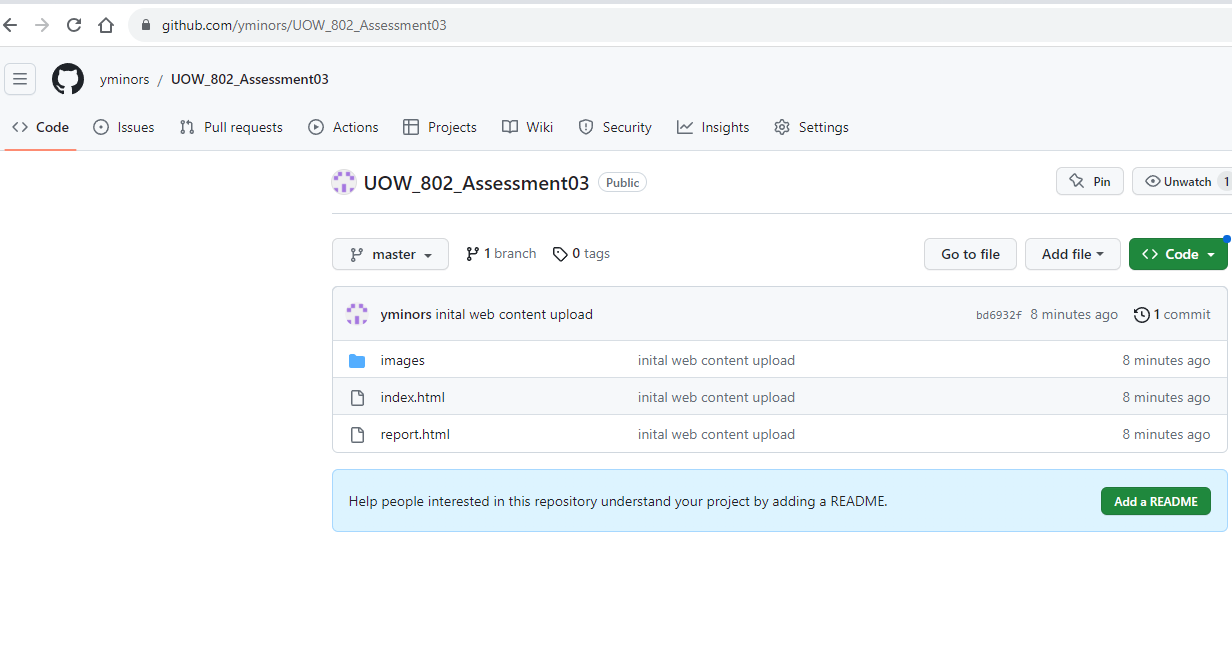 github.com/yminors/UOW_802_Assessment03
yminors / UOW_802_Assessment03
Code Issues Pull requests Actions Projects Wiki Security Insights Settings
UOW_802_Assessment03 Public Pin Unwatch 1
master 1 branch 0 tags Go to file Add file Code
yminors inital web content upload bd6932f 8 minutes ago 1 commit
images inital web content upload 8 minutes ago
index.html inital web content upload 8 minutes ago
report.html inital web content upload 8 minutes ago
Help people interested in this repository understand your project by adding a README. Add a README